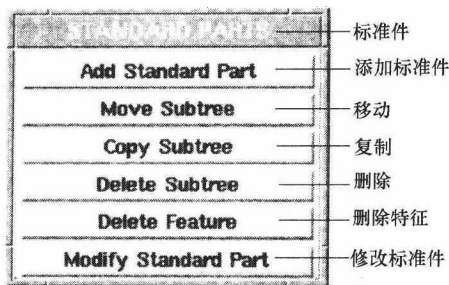 STANDARD PARTS 标准件
Add Standard Part 添加标准件
Move Subtree 移动
Copy Subtree 复制
Delete Subtree 删除
Delete Feature 删除特征
Modify Standard Part 修改标准件